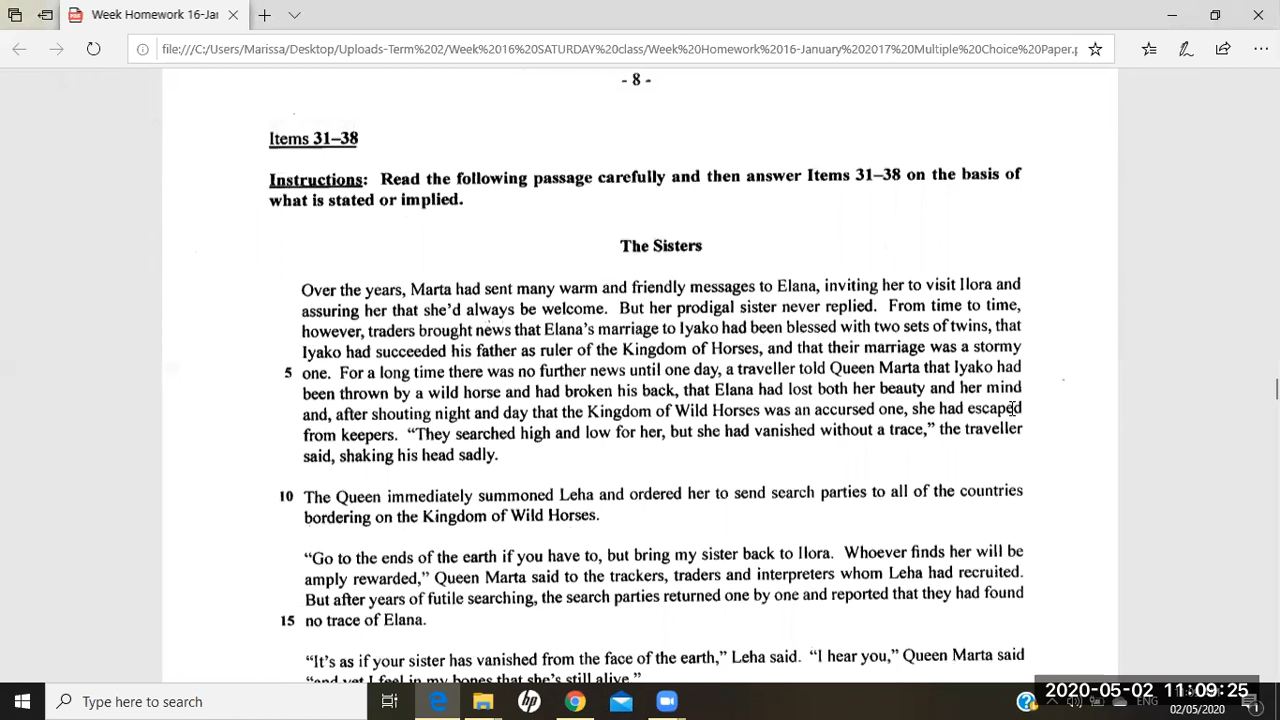 Week Homework 16-Jar
file:///C:/Users/Marissa/Desktop/Uploads-Term%202/Week%2016%20SATURDAY%20class/Week%20Homework%2016-January%202017%20Multiple%20Choice%20Paper.p
- 8 -
Items 31–38
Instructions: Read the following passage carefully and then answer Items 31–38 on the basis of
what is stated or implied.
The Sisters
Over the years, Marta had sent many warm and friendly messages to Elana, inviting her to visit Ilora and
assuring her that she'd always be welcome. But her prodigal sister never replied. From time to time,
however, traders brought news that Elana's marriage to Iyako had been blessed with two sets of twins, that
Iyako had succeeded his father as ruler of the Kingdom of Horses, and that their marriage was a stormy
5 one. For a long time there was no further news until one day, a traveller told Queen Marta that Iyako had
been thrown by a wild horse and had broken his back, that Elana had lost both her beauty and her mind
and, after shouting night and day that the Kingdom of Wild Horses was an accursed one, she had escaped
from keepers. "They searched high and low for her, but she had vanished without a trace," the traveller
said, shaking his head sadly.
10 The Queen immediately summoned Leha and ordered her to send search parties to all of the countries
bordering on the Kingdom of Wild Horses.
"Go to the ends of the earth if you have to, but bring my sister back to Ilora. Whoever finds her will be
amply rewarded," Queen Marta said to the trackers, traders and interpreters whom Leha had recruited.
But after years of futile searching, the search parties returned one by one and reported that they had found
15 no trace of Elana.
"It's as if your sister has vanished from the face of the earth," Leha said. "I hear you," Queen Marta said
"and yet I feel in my bones that she's still alive."
Type here to search
ENG
2020-05-02 11:09:25
02/05/2020